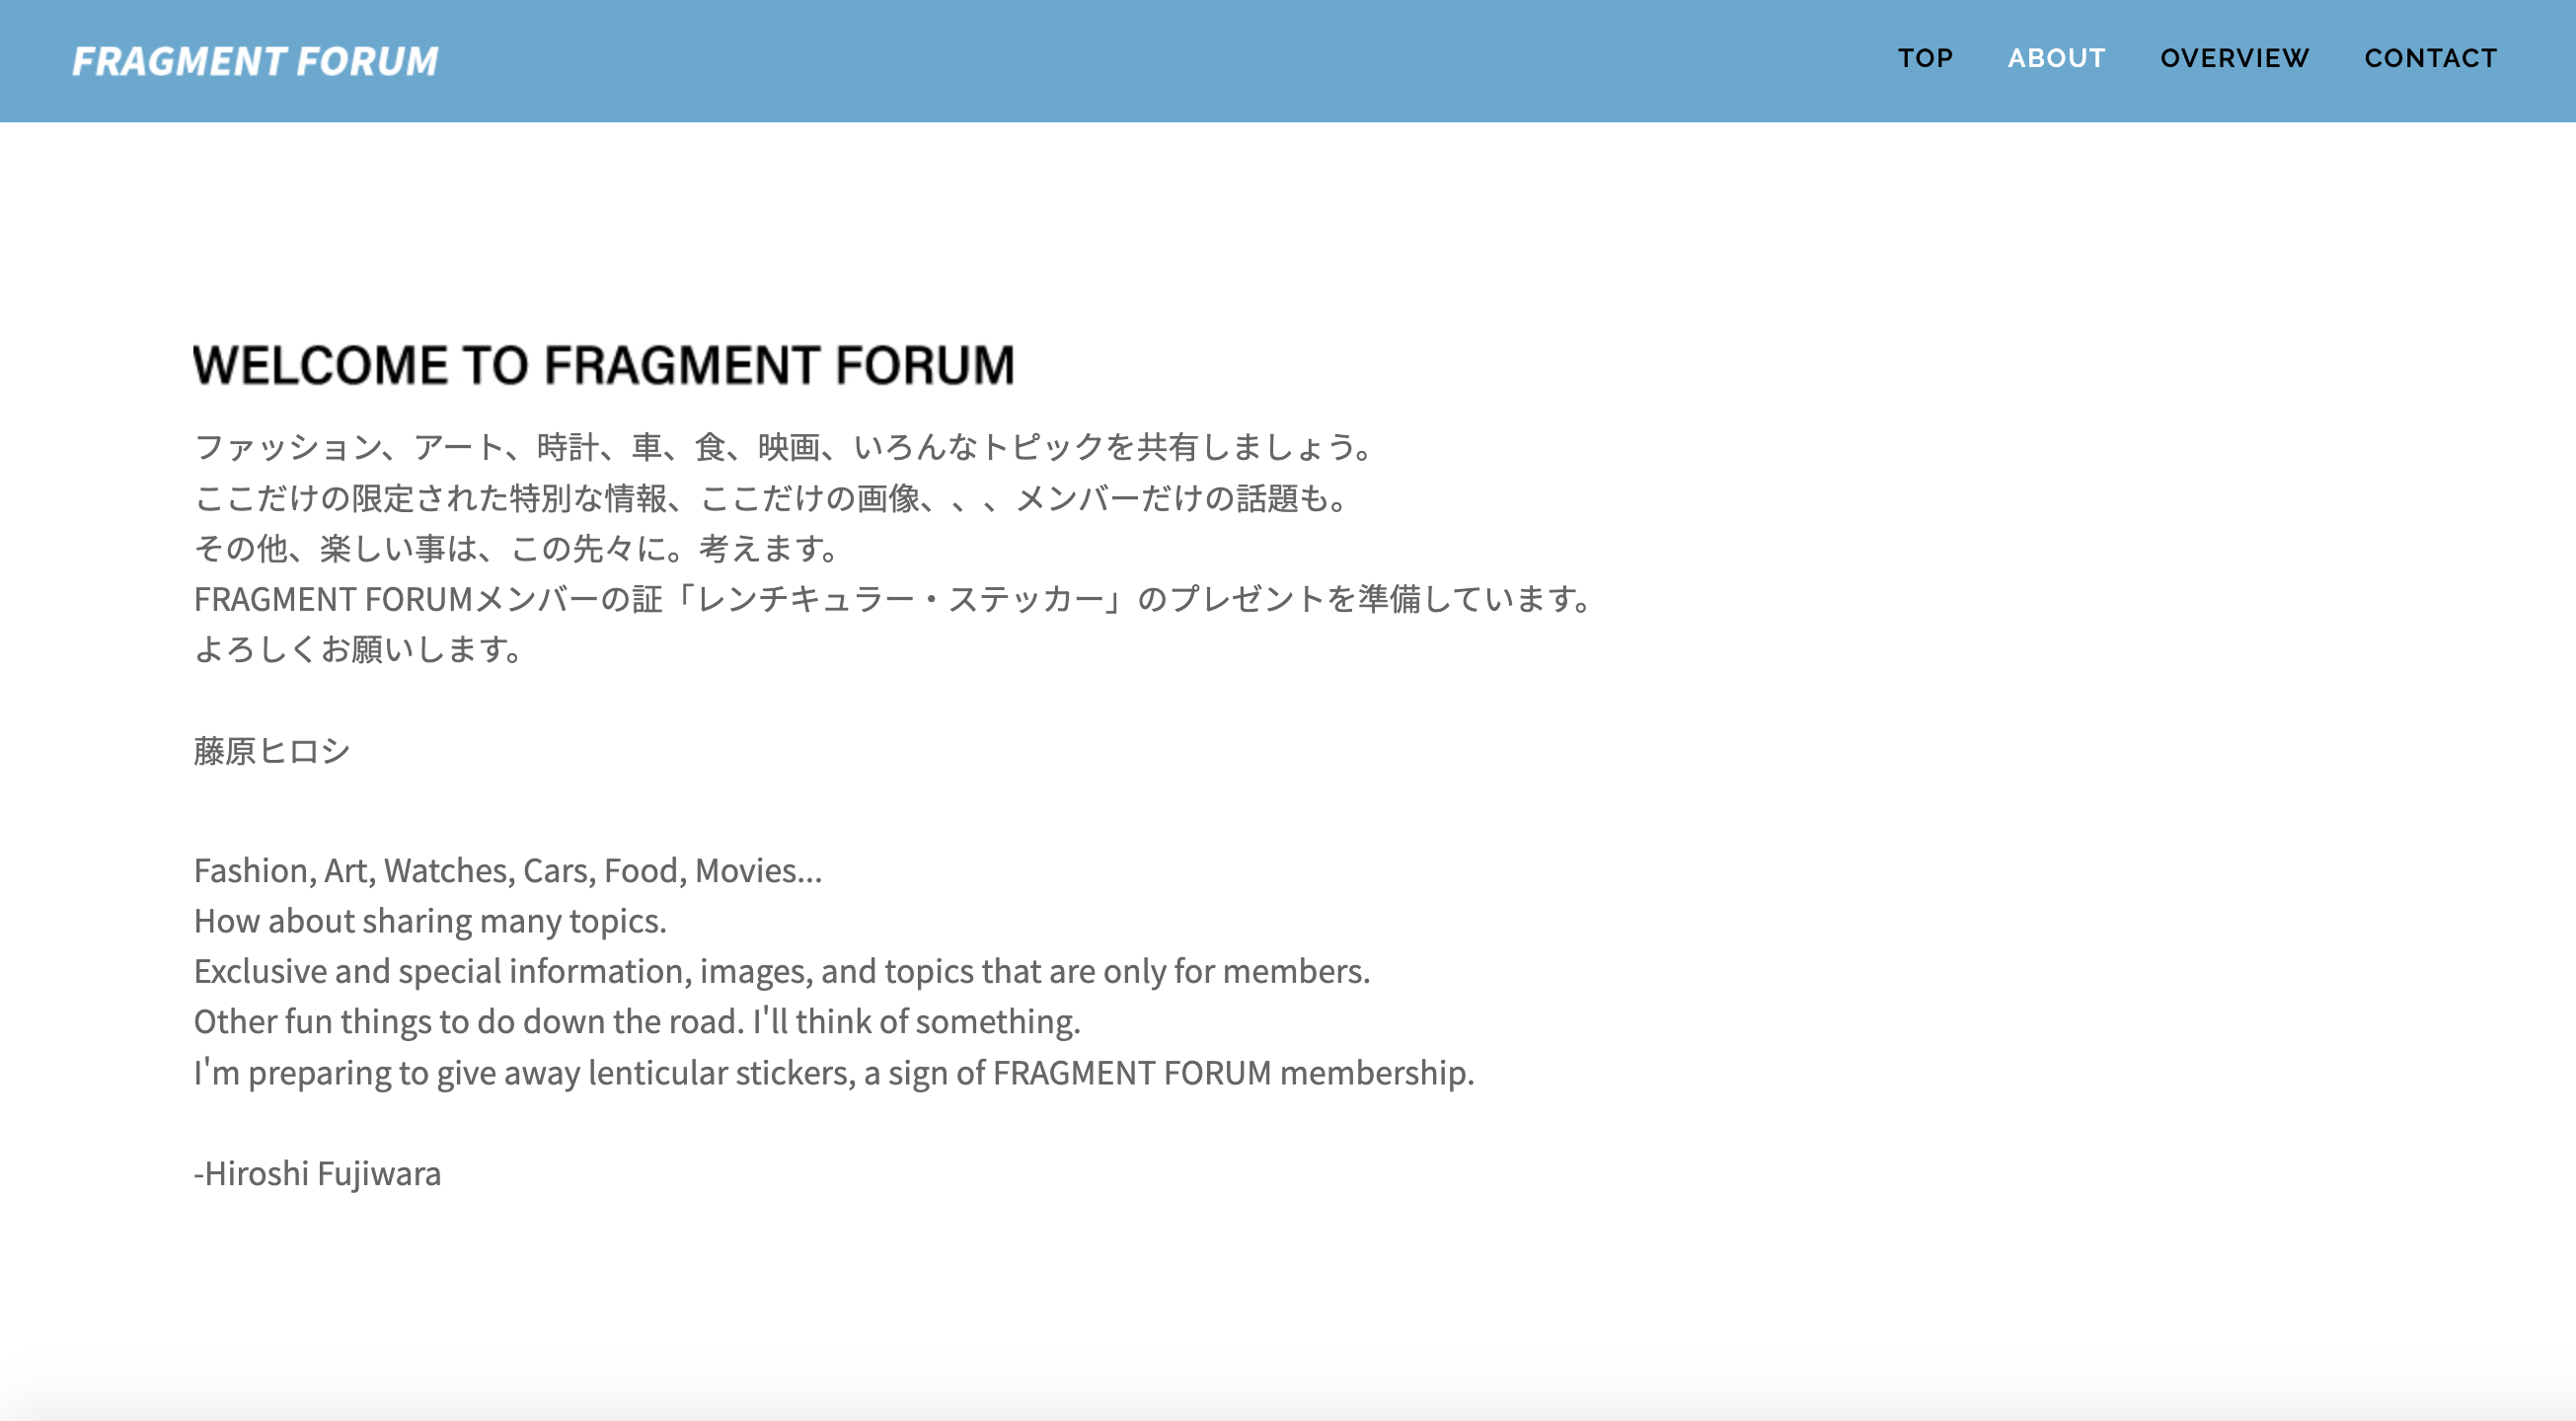 FRAGMENT FORUM
TOP ABOUT OVERVIEW CONTACT
WELCOME TO FRAGMENT FORUM
ファッション、アート、時計、車、食、映画、いろんなトピックを共有しましょう。
ここだけの限定された特別な情報、ここだけの画像、、、メンバーだけの話題も。
その他、楽しい事は、この先々に。考えます。
FRAGMENT FORUMメンバーの証「レンチキュラー・ステッカー」のプレゼントを準備しています。
よろしくお願いします。
藤原ヒロシ
Fashion, Art, Watches, Cars, Food, Movies...
How about sharing many topics.
Exclusive and special information, images, and topics that are only for members.
Other fun things to do down the road. I'll think of something.
I'm preparing to give away lenticular stickers, a sign of FRAGMENT FORUM membership.
-Hiroshi Fujiwara